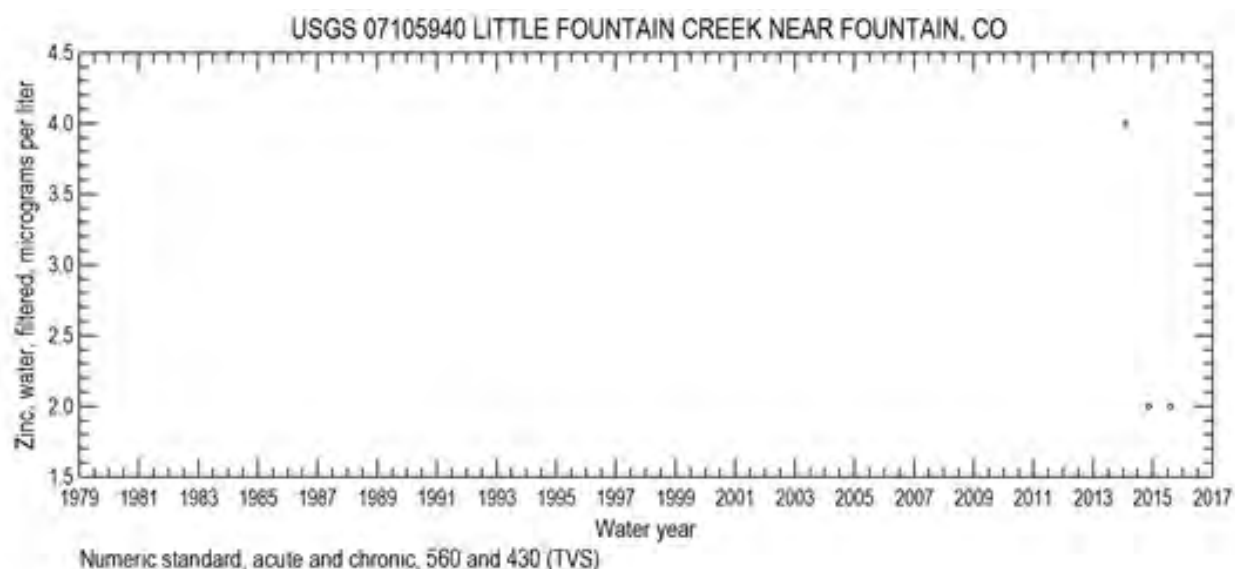 USGS 07105940 LITTLE FOUNTAIN CREEK NEAR FOUNTAIN, CO
Zinc, water, filtered, micrograms per liter
4.5
4.0
3.5
3.0
2.5
2.0
1.5
1979 1981 1983 1985 1987 1989 1991 1993 1995 1997 1999 2001 2003 2005 2007 2009 2011 2013 2015 2017
Water year
Numeric standard, acute and chronic, 560 and 430 (TVS)